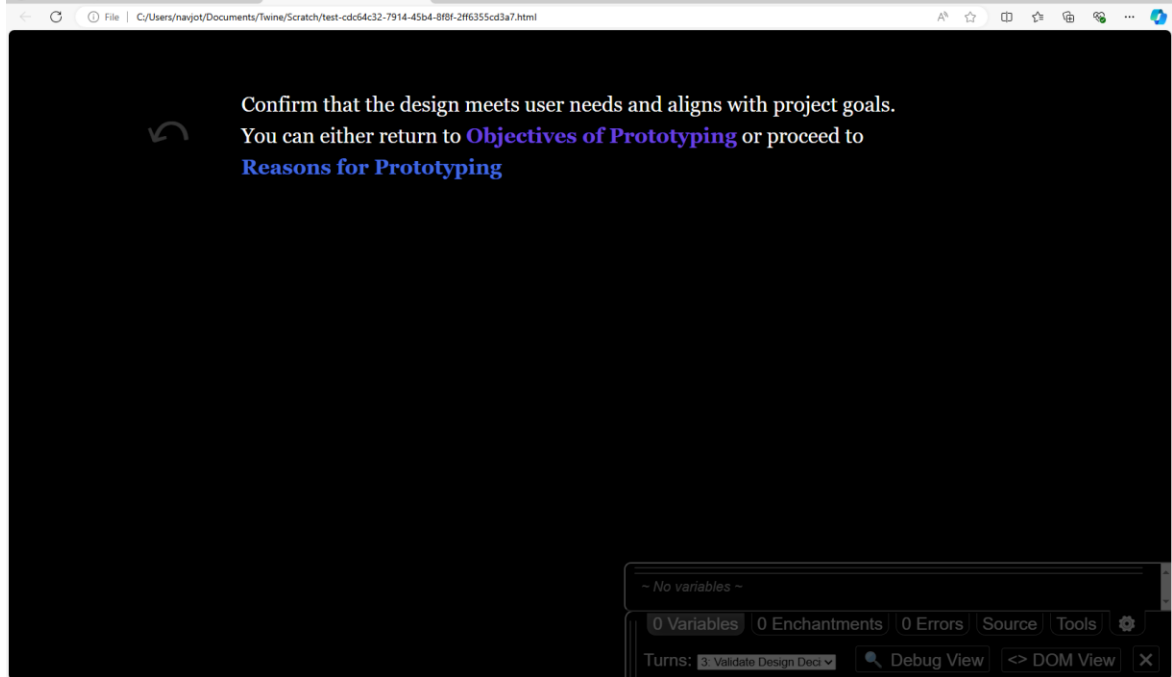 File
C:/Users/navjot/Documents/Twine/Scratch/test-cdc64c32-7914-45b4-8f8f-2ff6355cd3a7.html
Confirm that the design meets user needs and aligns with project goals.
You can either return to Objectives of Prototyping or proceed to
Reasons for Prototyping
~ No variables ~
0 Variables 0 Enchantments 0 Errors Source Tools
Turns: 3: Validate Design Deci Debug View <> DOM View